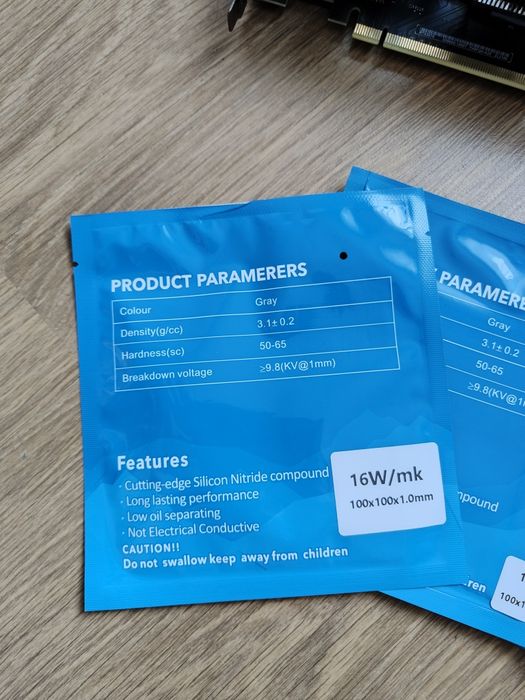 PRODUCT PARAMERERS
Colour Gray
Density(g/cc) 3.1±0.2
Hardness(sc) 50-65
Breakdown voltage ≥9.8(KV@1mm)
Features
· Cutting-edge Silicon Nitride compound
· Long lasting performance
· Low oil separating
· Not Electrical Conductive
CAUTION!!
Do not swallow keep away from children
16W/mk
100x100x1.0mm
PARAMERE
Gray
3.1±0.2
50-65
≥9.8(KV@1
mpound
ren
1
100x1